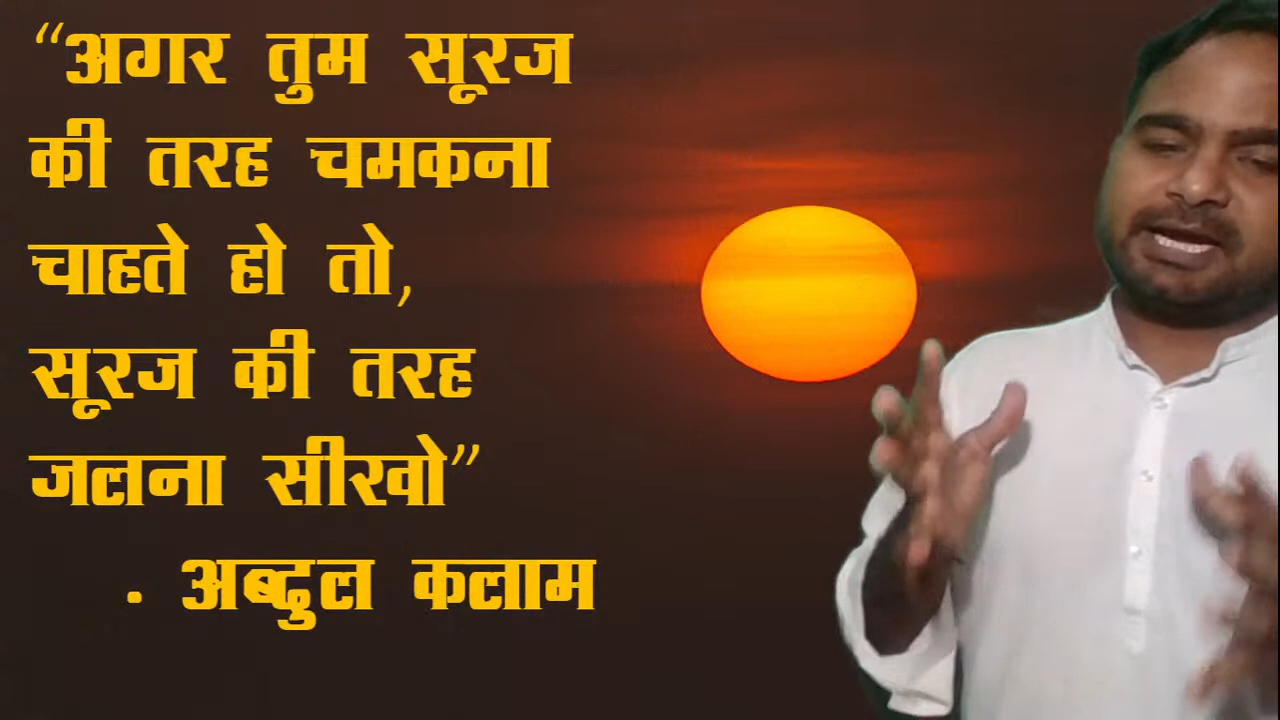 “अगर तुम सूरज
की तरह चमकना
चाहते हो तो,
सूरज की तरह
जलना सीखो”
- अब्दुल कलाम